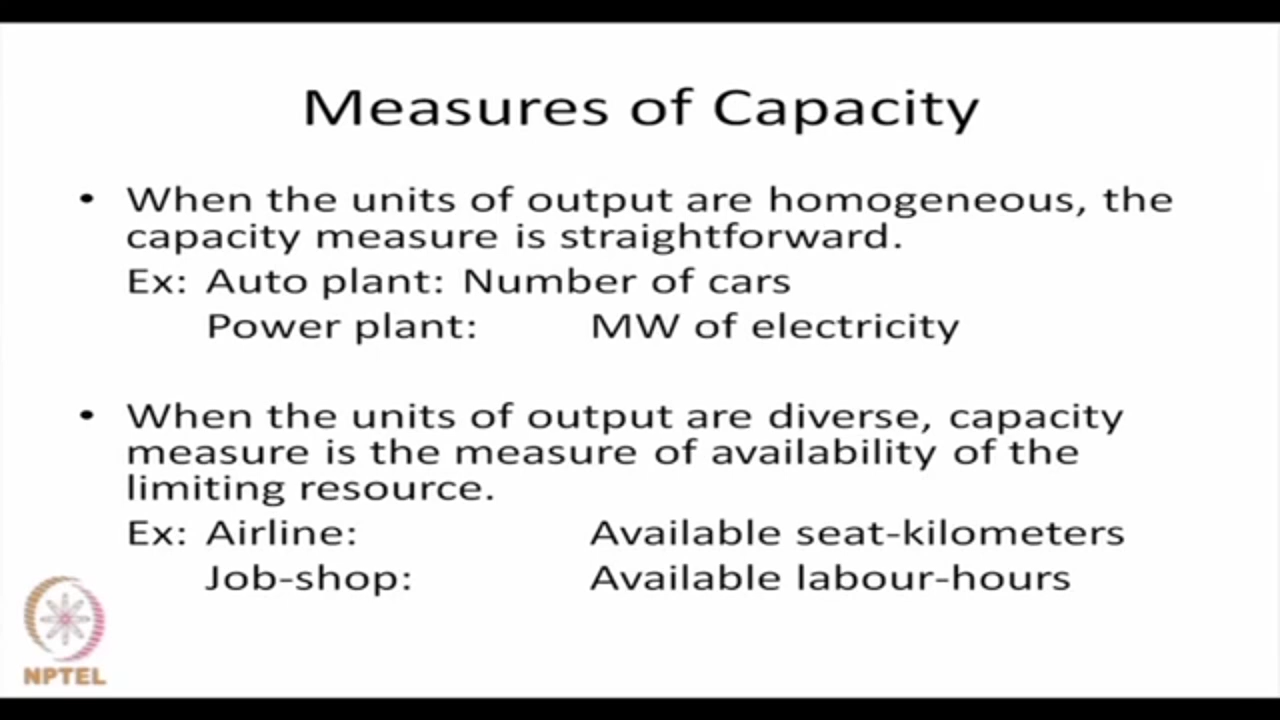 Measures of Capacity
• When the units of output are homogeneous, the
capacity measure is straightforward.
Ex: Auto plant: Number of cars
Power plant: MW of electricity
• When the units of output are diverse, capacity
measure is the measure of availability of the
limiting resource.
Ex: Airline: Available seat-kilometers
Job-shop: Available labour-hours
NPTEL